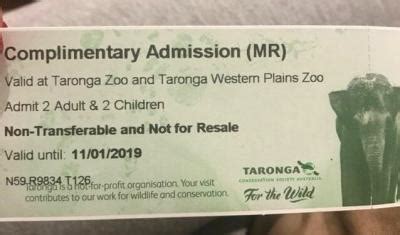 Complimentary Admission (MR)
Valid at Taronga Zoo and Taronga Western Plains Zoo
Admit 2 Adult & 2 Children
Non-Transferable and Not for Resale
Valid until: 11/01/2019
N59 R9834 T126
Taronga is a not-for-profit organisation. Your visit
contributes to our work for wildlife and conservation.
TARONGA
CONSERVATION SOCIETY AUSTRALIA
For the Wild